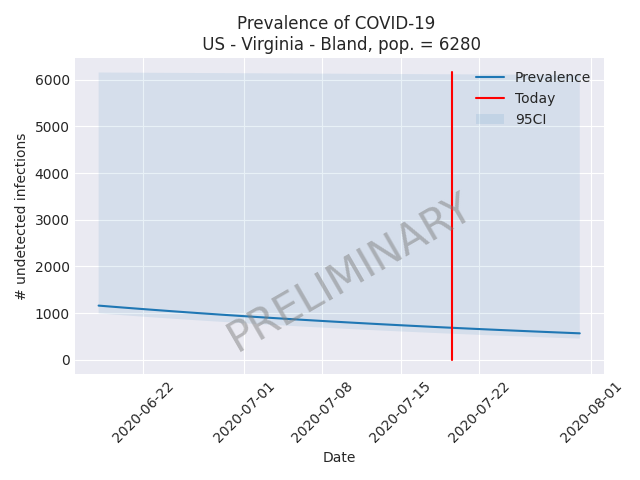 Prevalence of COVID-19
US - Virginia - Bland, pop. = 6280
Prevalence
Today
95CI
# undetected infections
6000
5000
4000
3000
2000
1000
0
PRELIMINARY
2020-06-22
2020-07-01
2020-07-08
2020-07-15
2020-07-22
2020-08-01
Date